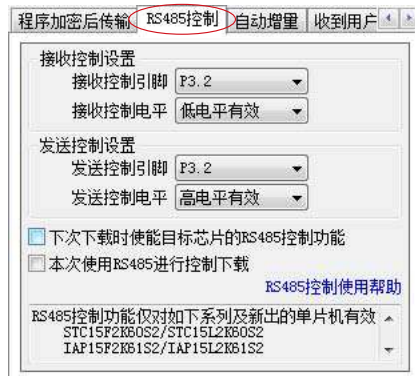 程序加密后传输 RS485控制 自动增量 收到用户
接收控制设置
接收控制引脚 P3.2
接收控制电平 低电平有效
发送控制设置
发送控制引脚 P3.2
发送控制电平 高电平有效
下次下载时使能目标芯片的RS485控制功能
本次使用RS485进行控制下载
RS485控制使用帮助
RS485控制功能仅对如下系列及新出的单片机有效
STC15F2K60S2/STC15L2K60S2
IAP15F2K61S2/IAP15L2K61S2